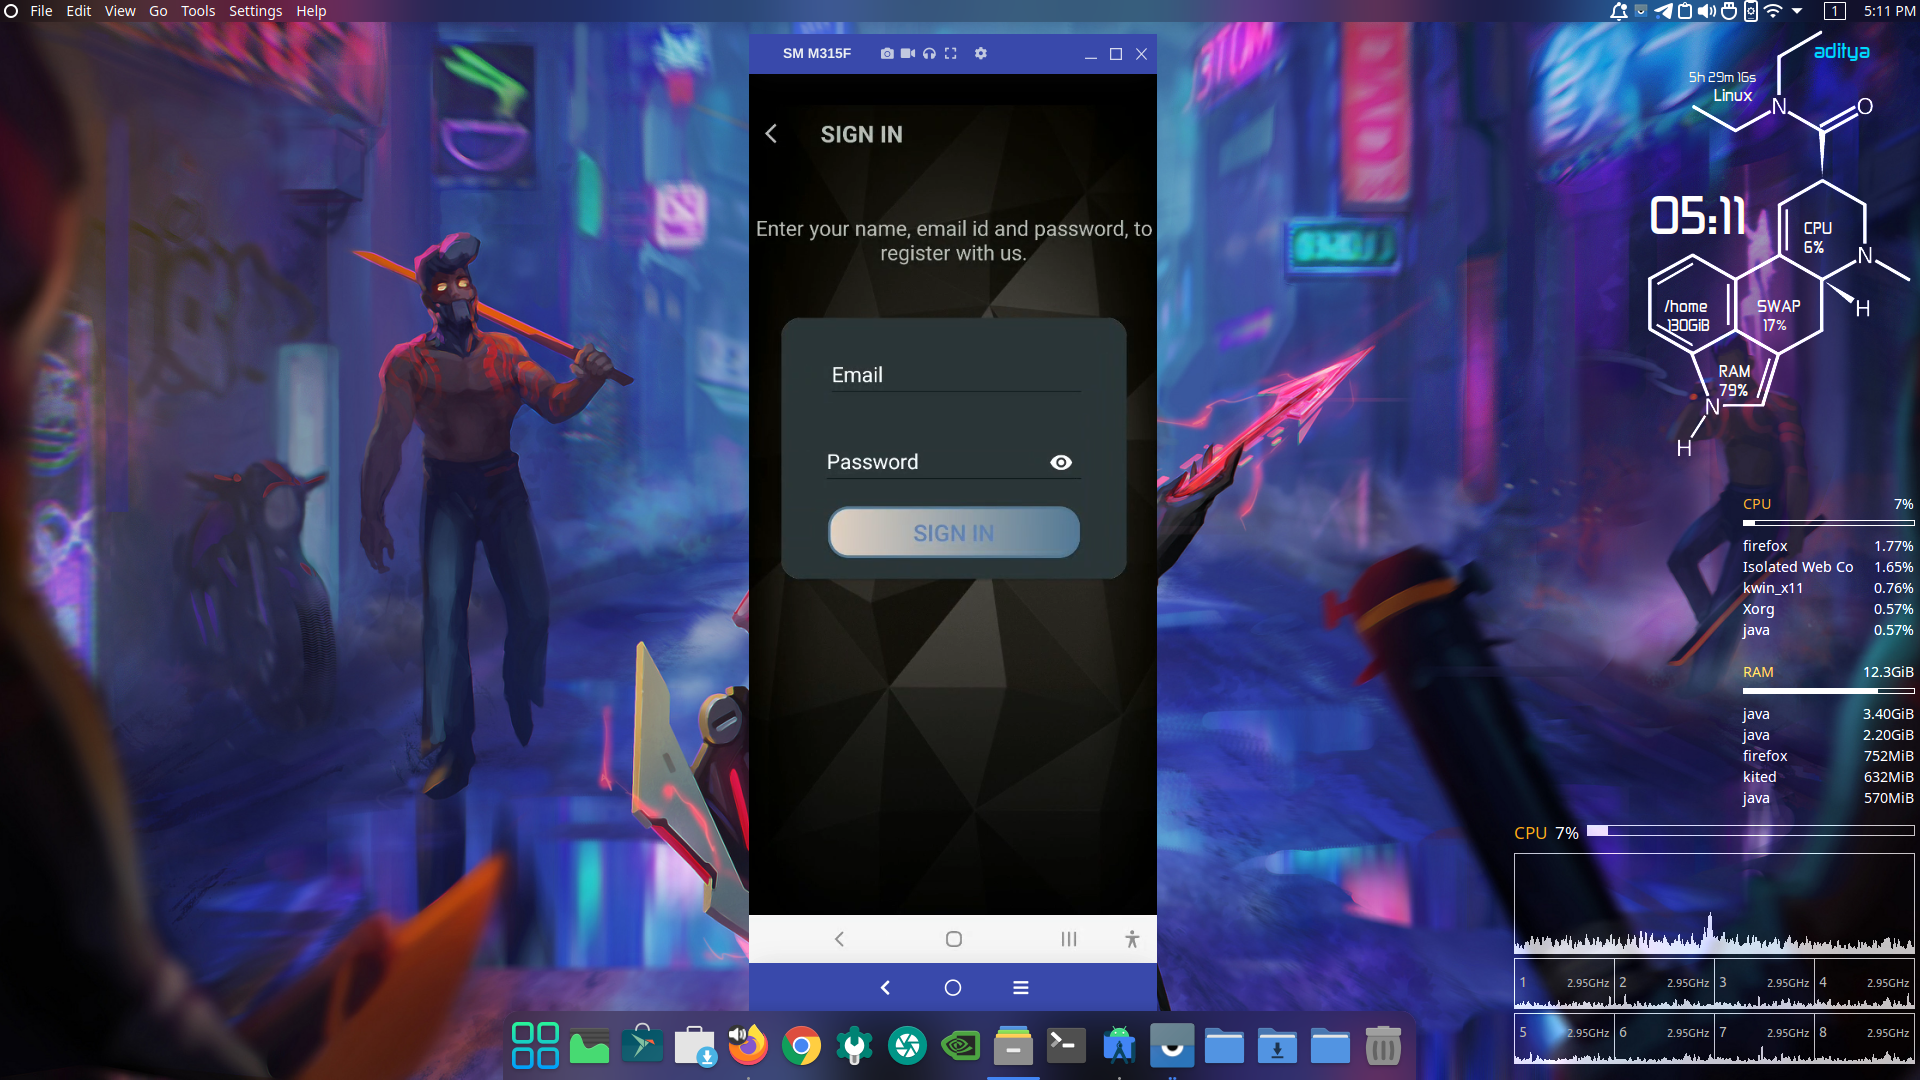 File Edit View Go Tools Settings Help
1 5:11 PM
SM M315F
SIGN IN
Enter your name, email id and password, to
register with us.
Email
Password
SIGN IN
aditya
5h 29m 16s
Linux
N
O
05:11
CPU
6%
N
/home
130GiB
SWAP
17%
H
RAM
79%
N
H
CPU 7%
firefox 1.77%
Isolated Web Co 1.65%
kwin_x11 0.76%
Xorg 0.57%
java 0.57%
RAM 12.3GiB
java 3.40GiB
java 2.20GiB
firefox 752MiB
kited 632MiB
java 570MiB
CPU 7%
1 2.95GHz 2 2.95GHz 3 2.95GHz 4 2.95GHz
5 2.95GHz 6 2.95GHz 7 2.95GHz 8 2.95GHz